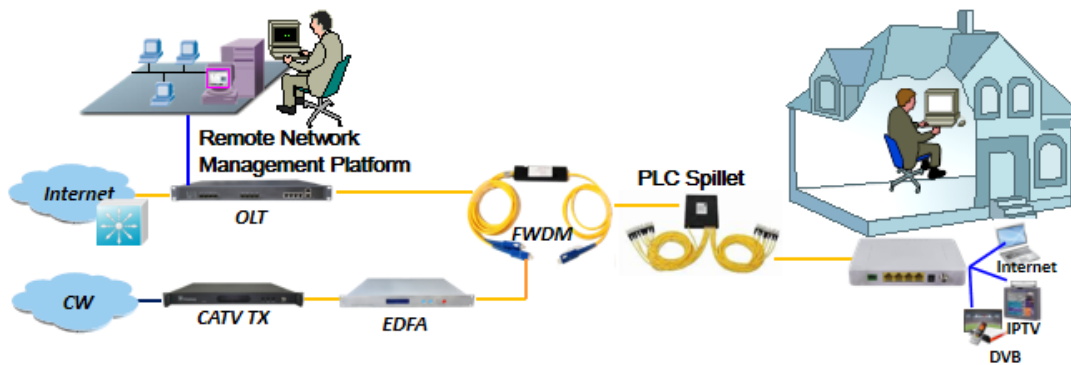 Remote Network
Management Platform
Internet
OLT
PLC Spillet
FWDM
CW
CATV TX
EDFA
Internet
IPTV
DVB